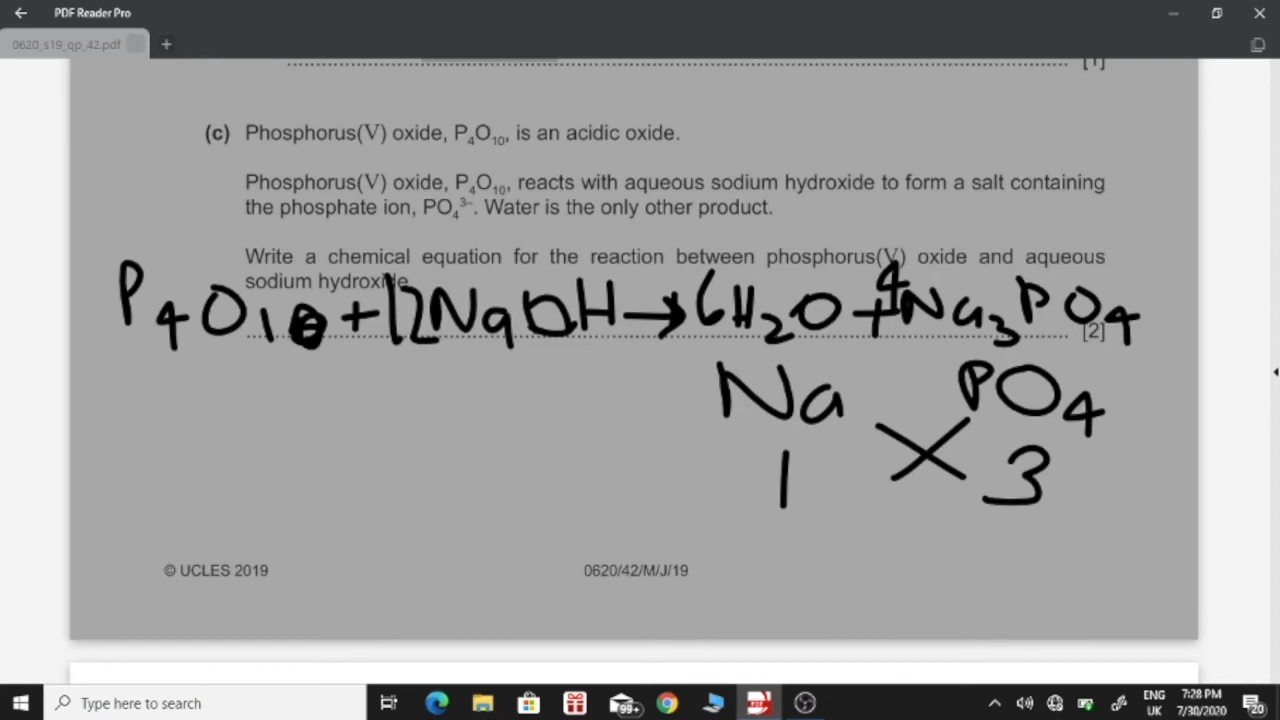 PDF Reader Pro
0620_s19_qp_42.pdf
[1]
(c) Phosphorus(V) oxide, P₄O₁₀, is an acidic oxide.
Phosphorus(V) oxide, P₄O₁₀, reacts with aqueous sodium hydroxide to form a salt containing
the phosphate ion, PO₄³⁻. Water is the only other product.
Write a chemical equation for the reaction between phosphorus(V) oxide and aqueous
sodium hydroxide.
P₄O₁₀ + 12NaOH → 6H₂O + 4Na₃PO₄
[2]
Na PO₄
1 3
© UCLES 2019 0620/42/M/J/19
Type here to search
99+
ENG 7:28 PM
UK 7/30/2020
20